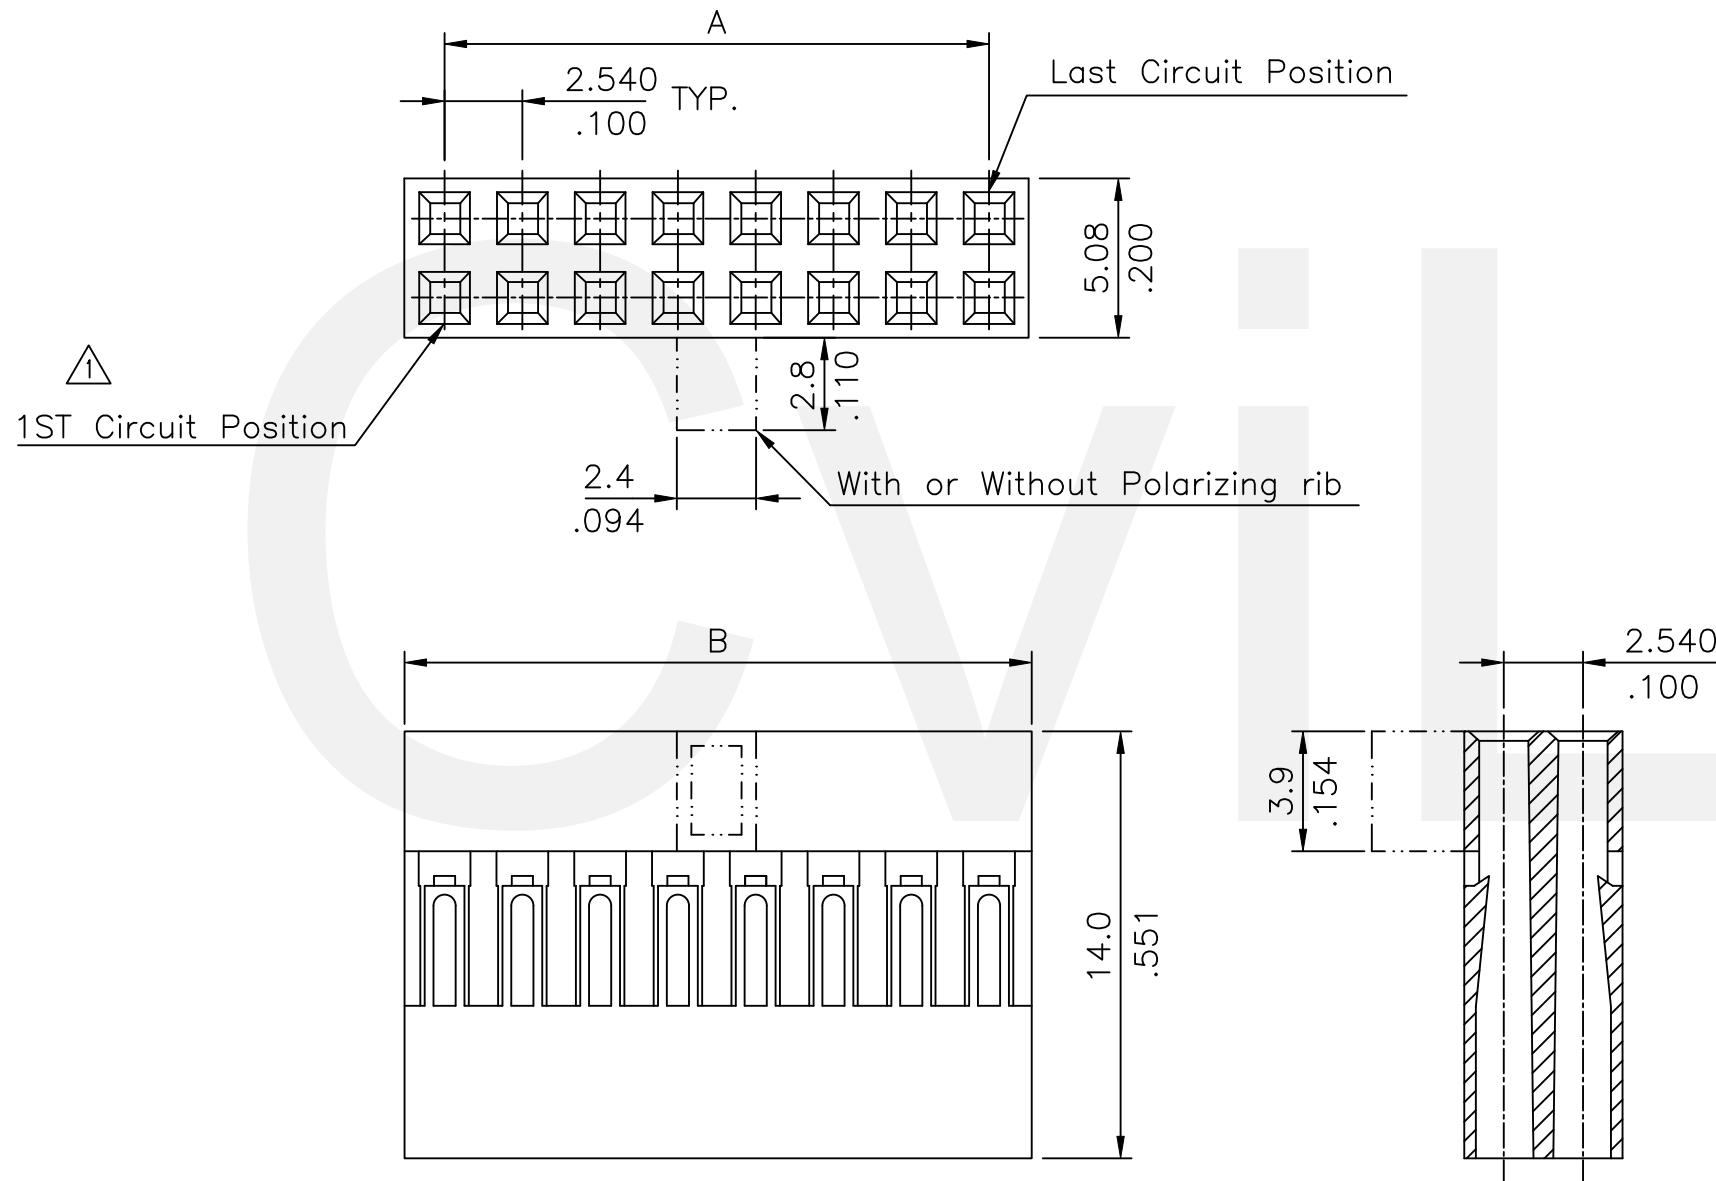 A
2.540
.100
TYP.
Last Circuit Position
5.08
.200
1
1ST Circuit Position
2.8
.110
2.4
.094
With or Without Polarizing rib
B
2.540
.100
3.9
.154
14.0
.551
CviL